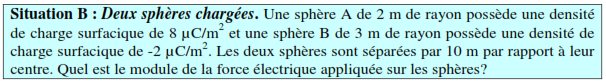 Situation B : Deux sphères chargées. Une sphère A de 2 m de rayon possède une densité
de charge surfacique de 8 μC/m² et une sphère B de 3 m de rayon possède une densité de
charge surfacique de -2 μC/m². Les deux sphères sont séparées par 10 m par rapport à leur
centre. Quel est le module de la force électrique appliquée sur les sphères?